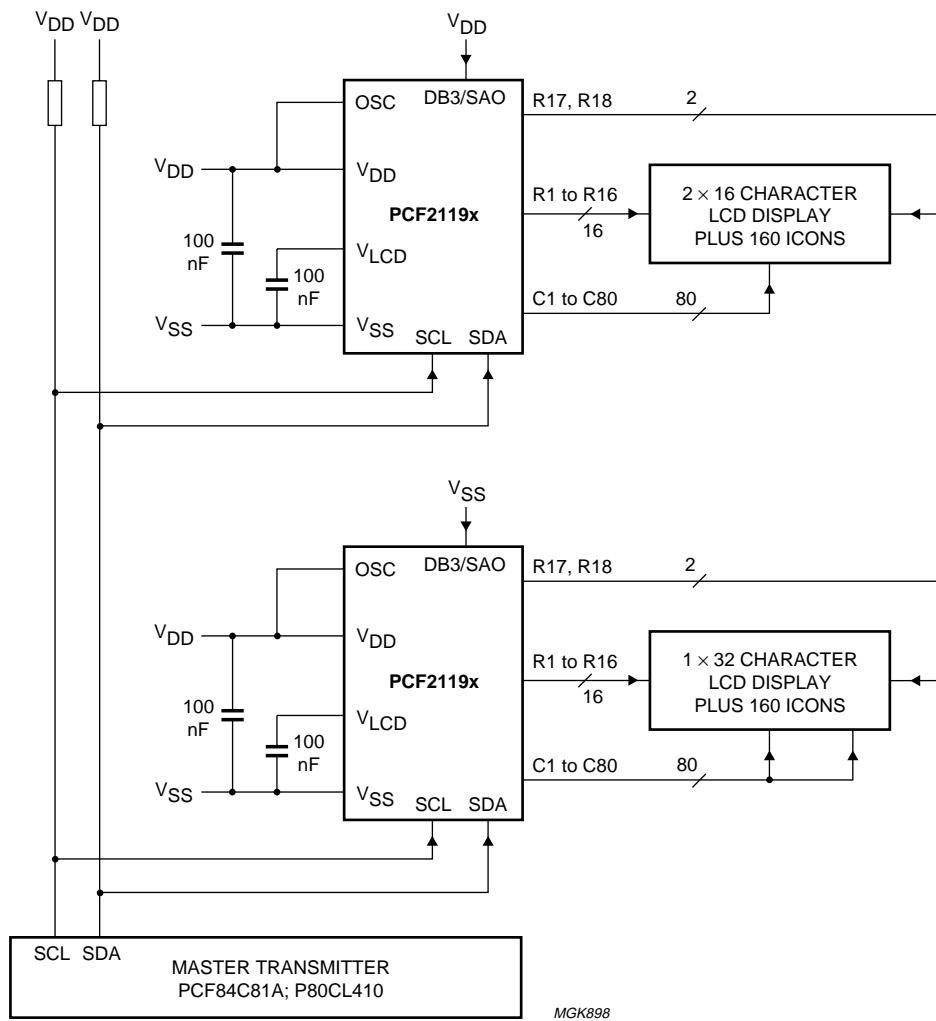 VDD VDD
VDD
OSC
DB3/SAO
R17, R18
2
VDD
VDD
PCF2119x
R1 to R16
16
2 × 16 CHARACTER
LCD DISPLAY
PLUS 160 ICONS
100
nF
VLCD
100
nF
C1 to C80
80
VSS
VSS
SCL
SDA
VSS
OSC
DB3/SAO
R17, R18
2
VDD
VDD
PCF2119x
R1 to R16
16
1 × 32 CHARACTER
LCD DISPLAY
PLUS 160 ICONS
100
nF
VLCD
100
nF
C1 to C80
80
VSS
VSS
SCL
SDA
SCL SDA
MASTER TRANSMITTER
PCF84C81A; P80CL410
MGK898